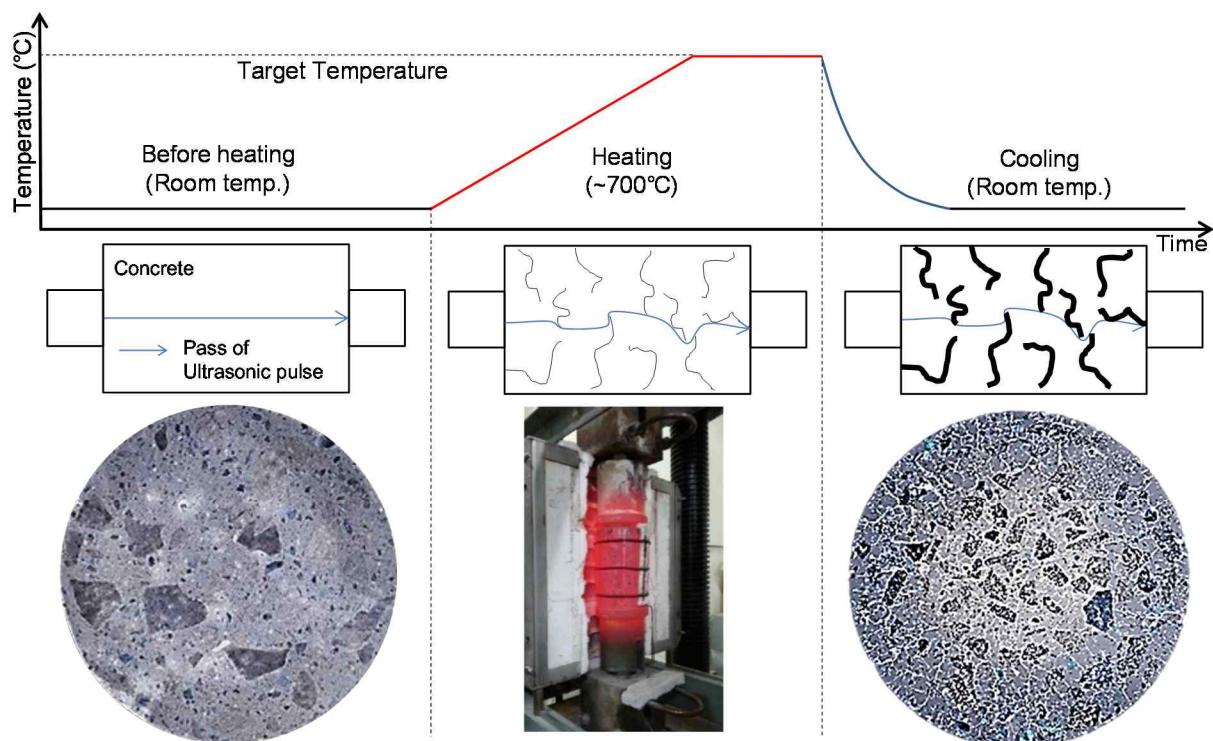 Temperature (°C)
Target Temperature
Before heating
(Room temp.)
Heating
(~700°C)
Cooling
(Room temp.)
Time
Concrete
Pass of
Ultrasonic pulse